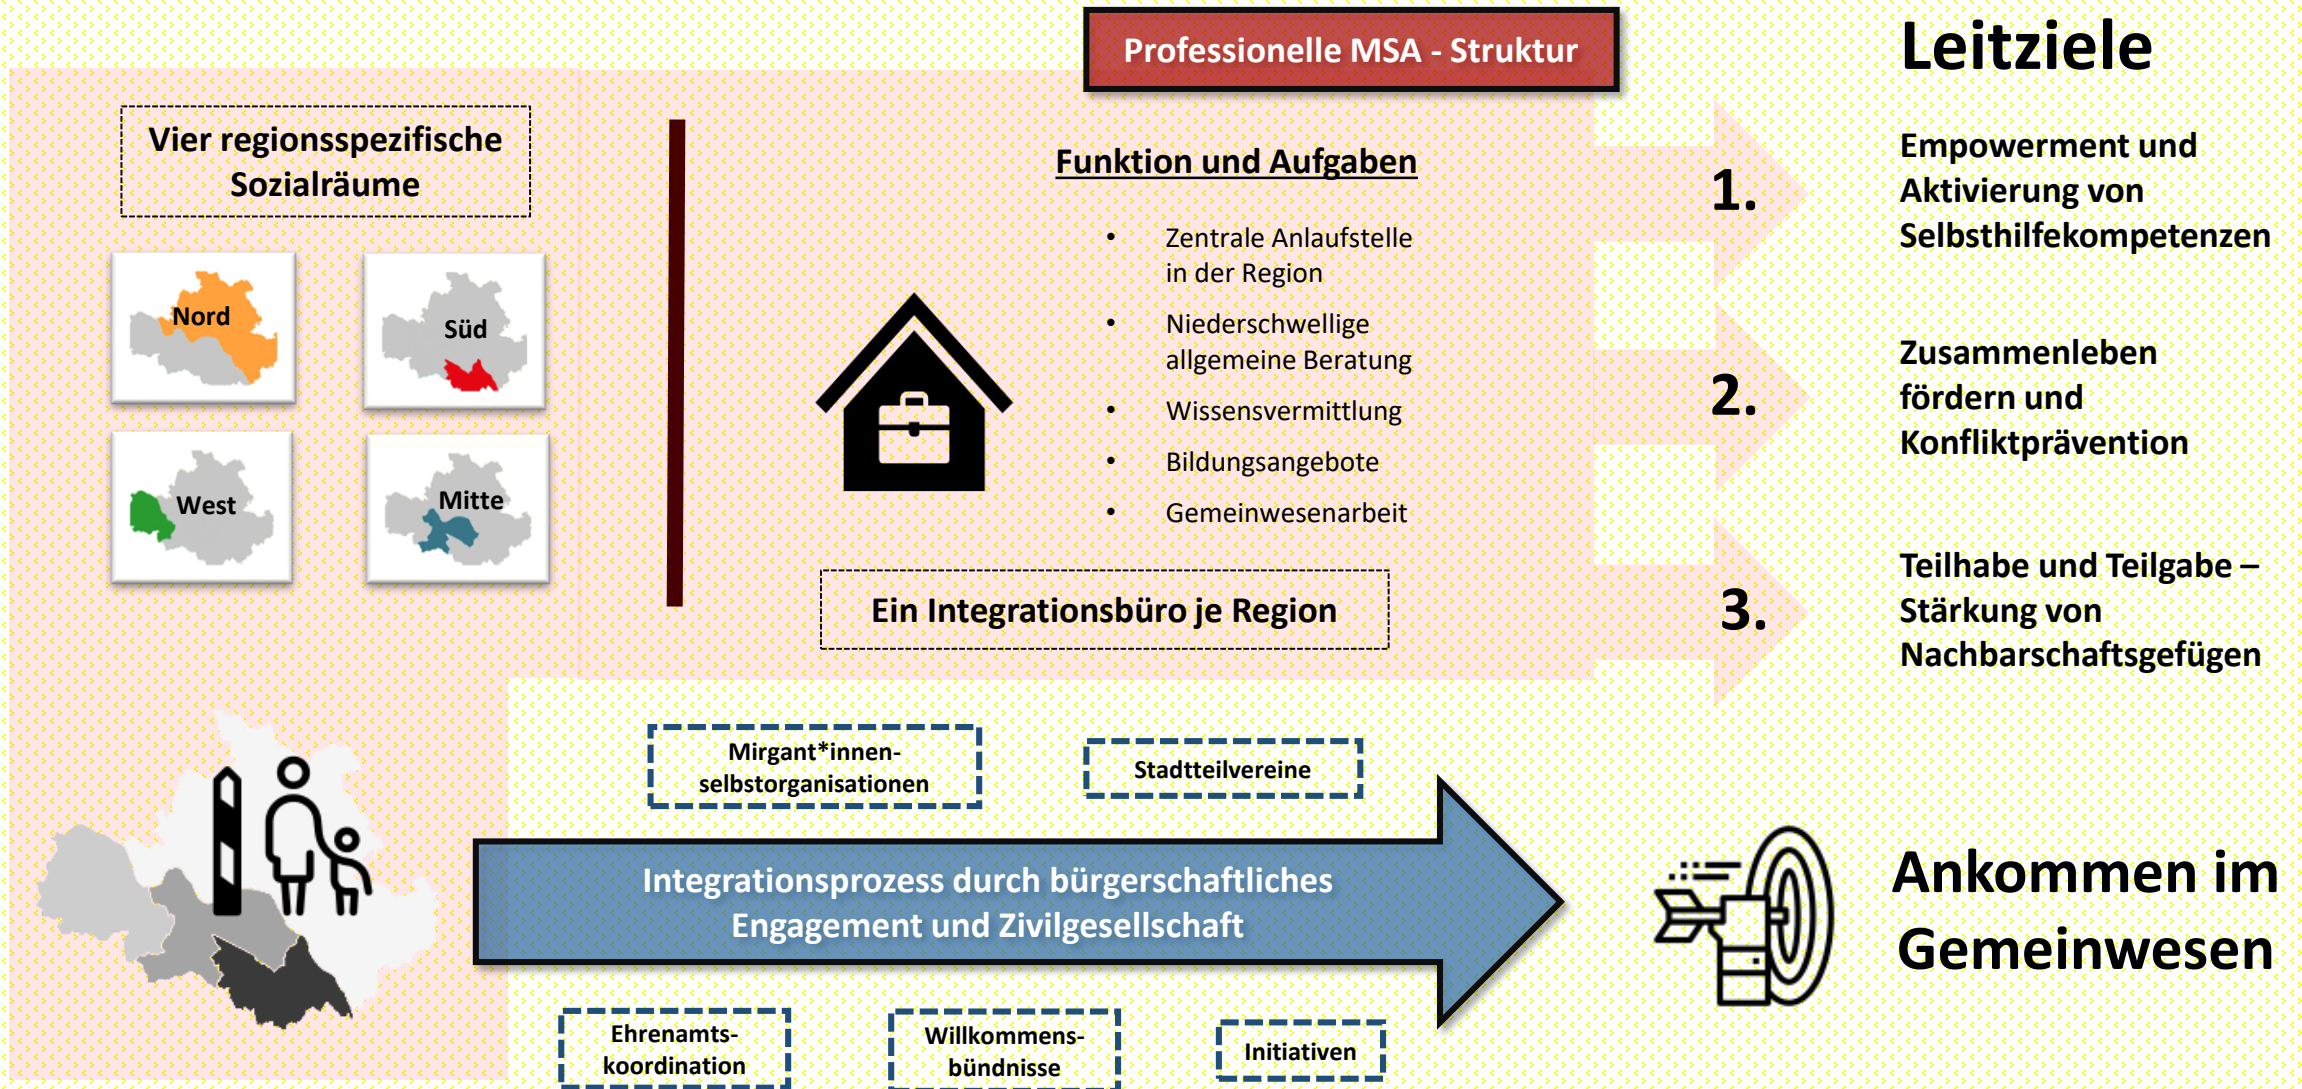 Professionelle MSA - Struktur
Leitziele
Vier regionsspezifische
Sozialräume
Nord
Süd
West
Mitte
Funktion und Aufgaben
• Zentrale Anlaufstelle
in der Region
• Niederschwellige
allgemeine Beratung
• Wissensvermittlung
• Bildungsangebote
• Gemeinwesenarbeit
Ein Integrationsbüro je Region
1.
Empowerment und
Aktivierung von
Selbsthilfekompetenzen
2.
Zusammenleben
fördern und
Konfliktprävention
3.
Teilhabe und Teilgabe –
Stärkung von
Nachbarschaftsgefügen
Mirgant*innen-
selbstorganisationen
Stadtteilvereine
Integrationsprozess durch bürgerschaftliches
Engagement und Zivilgesellschaft
Ankommen im
Gemeinwesen
Ehrenamts-
koordination
Willkommens-
bündnisse
Initiativen